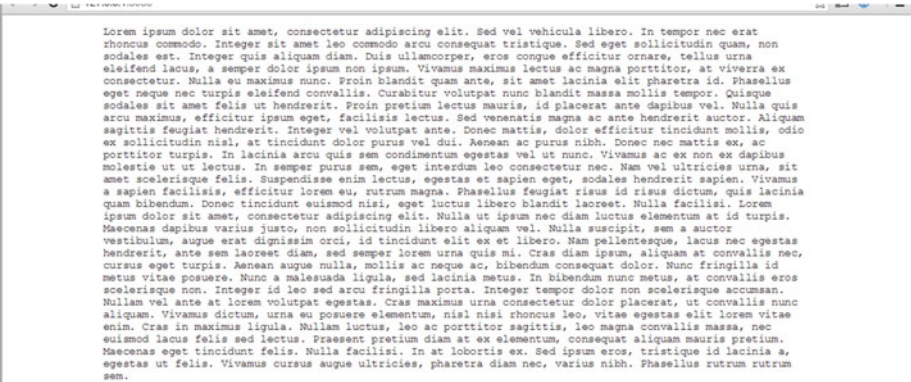 Lorem ipsum dolor sit amet, consectetur adipiscing elit. Sed vel vehicula libero. In tempor nec erat
rhoncus commodo. Integer sit amet leo commodo arcu consequat tristique. Sed eget sollicitudin quam, non
sodales est. Integer quis aliquam diam. Duis ullamcorper, eros congue efficitur ornare, tellus urna
eleifend lacus, a semper dolor ipsum non ipsum. Vivamus maximus lectus ac magna porttitor, at viverra ex
consectetur. Nulla eu maximus nunc. Proin blandit quam ante, sit amet lacinia elit pharetra id. Phasellus
eget neque nec turpis eleifend convallis. Curabitur volutpat nunc blandit massa mollis tempor. Quisque
sodales sit amet felis ut hendrerit. Proin pretium lectus mauris, id placerat ante dapibus vel. Nulla quis
arcu maximus, efficitur ipsum eget, facilisis lectus. Sed venenatis magna ac ante hendrerit auctor. Aliquam
sagittis feugiat hendrerit. Integer vel volutpat ante. Donec mattis, dolor efficitur tincidunt mollis, odio
ex sollicitudin nisl, at tincidunt dolor purus vel dui. Aenean ac purus nibh. Donec nec mattis ex, ac
porttitor turpis. In lacinia arcu quis sem condimentum egestas vel ut nunc. Vivamus ac ex non ex dapibus
molestie ut ut lectus. In semper purus sem, eget interdum leo consectetur nec. Nam vel ultricies urna, sit
amet scelerisque felis. Suspendisse enim lectus, egestas et sapien eget, sodales hendrerit sapien. Vivamus
a sapien facilisis, efficitur lorem eu, rutrum magna. Phasellus feugiat risus id risus dictum, quis lacinia
quam bibendum. Donec tincidunt euismod nisi, eget luctus libero blandit laoreet. Nulla facilisi. Lorem
ipsum dolor sit amet, consectetur adipiscing elit. Nulla ut ipsum nec diam luctus elementum at id turpis.
Maecenas dapibus varius justo, non sollicitudin libero aliquam vel. Nulla suscipit, sem a auctor
vestibulum, augue erat dignissim orci, id tincidunt elit ex et libero. Nam pellentesque, lacus nec egestas
hendrerit, ante sem laoreet diam, sed semper lorem urna quis mi. Cras diam ipsum, aliquam at convallis nec,
cursus eget turpis. Aenean augue nulla, mollis ac neque ac, bibendum consequat dolor. Nunc fringilla id
metus vitae posuere. Nunc a malesuada ligula, sed lacinia metus. In bibendum nunc metus, at convallis eros
scelerisque non. Integer id leo sed arcu fringilla porta. Integer tempor dolor non scelerisque accumsan.
Nullam vel ante at lorem volutpat egestas. Cras maximus urna consectetur dolor placerat, ut convallis nunc
aliquam. Vivamus dictum, urna eu posuere elementum, nisl nisi rhoncus leo, vitae egestas elit lorem vitae
enim. Cras in maximus ligula. Nullam luctus, leo ac porttitor sagittis, leo magna convallis massa, nec
euismod lacus felis sed lectus. Praesent pretium diam at ex elementum, consequat aliquam mauris pretium.
Maecenas eget tincidunt felis. Nulla facilisi. In at lobortis ex. Sed ipsum eros, tristique id lacinia a,
egestas ut felis. Vivamus cursus augue ultricies, pharetra diam nec, varius nibh. Phasellus rutrum rutrum
sem.